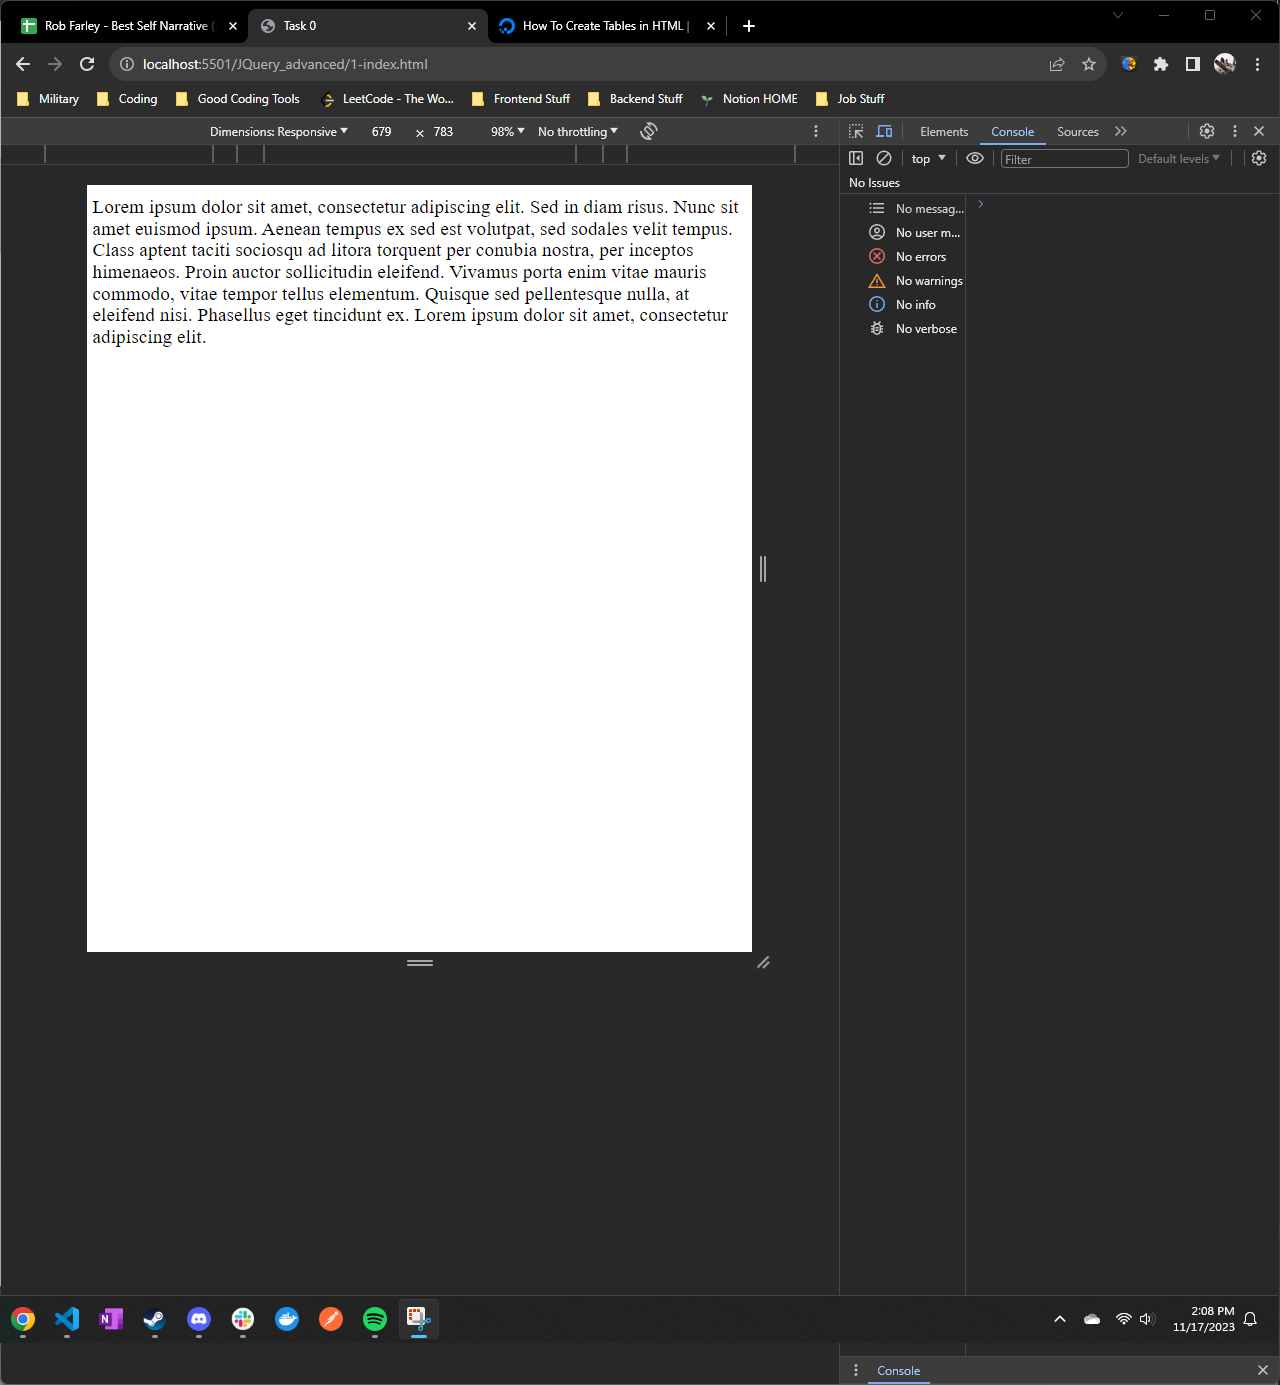 Rob Farley - Best Self Narrative (
Task 0
How To Create Tables in HTML |
localhost:5501/JQuery_advanced/1-index.html
Military
Coding
Good Coding Tools
LeetCode - The Wo...
Frontend Stuff
Backend Stuff
Notion HOME
Job Stuff
Dimensions: Responsive
679 × 783
98%
No throttling
Elements
Console
Sources
top
Filter
Default levels
No Issues
No messag...
No user m...
No errors
No warnings
No info
No verbose
Lorem ipsum dolor sit amet, consectetur adipiscing elit. Sed in diam risus. Nunc sit
amet euismod ipsum. Aenean tempus ex sed est volutpat, sed sodales velit tempus.
Class aptent taciti sociosqu ad litora torquent per conubia nostra, per inceptos
himenaeos. Proin auctor sollicitudin eleifend. Vivamus porta enim vitae mauris
commodo, vitae tempor tellus elementum. Quisque sed pellentesque nulla, at
eleifend nisi. Phasellus eget tincidunt ex. Lorem ipsum dolor sit amet, consectetur
adipiscing elit.
2:08 PM
11/17/2023
Console